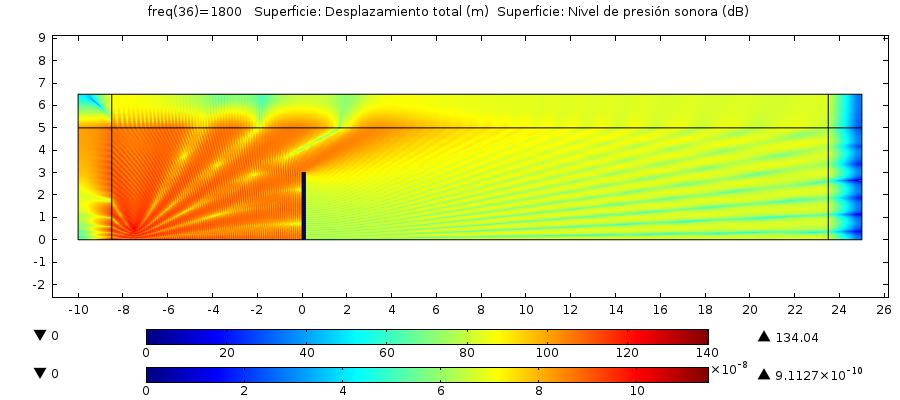 freq(36)=1800 Superficie: Desplazamiento total (m) Superficie: Nivel de presión sonora (dB)
9
8
7
6
5
4
3
2
1
0
-1
-2
-10 -8 -6 -4 -2 0 2 4 6 8 10 12 14 16 18 20 22 24 26
▼ 0 ▲ 134.04
0 20 40 60 80 100 120 140
×10⁻⁸
▼ 0 ▲ 9.1127×10⁻¹⁰
0 2 4 6 8 10